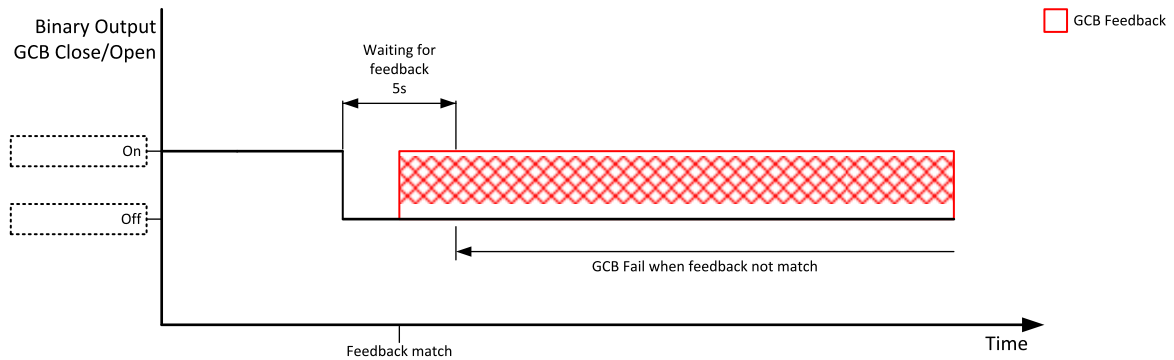 Binary Output
GCB Close/Open
GCB Feedback
Waiting for
feedback
5s
On
Off
GCB Fail when feedback not match
Time
Feedback match